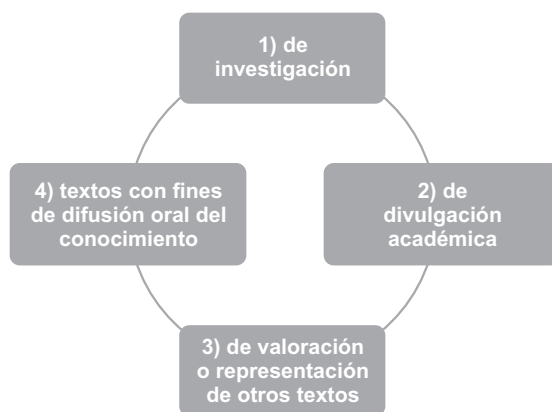 1) de
investigación
2) de
divulgación
académica
3) de valoración
o representación
de otros textos
4) textos con fines
de difusión oral del
conocimiento